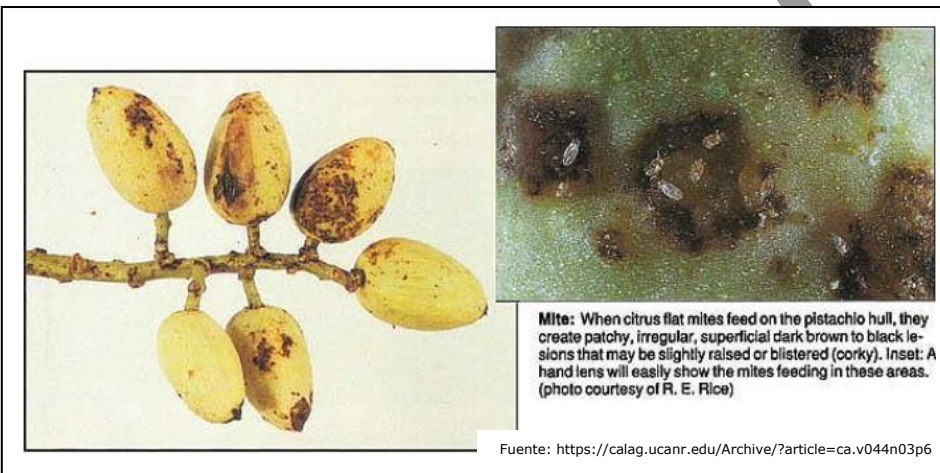 Mite: When citrus flat mites feed on the pistachio hull, they
create patchy, irregular, superficial dark brown to black le-
sions that may be slightly raised or blistered (corky). Inset: A
hand lens will easily show the mites feeding in these areas.
(photo courtesy of R. E. Rice)
Fuente: https://calag.ucanr.edu/Archive/?article=ca.v044n03p6